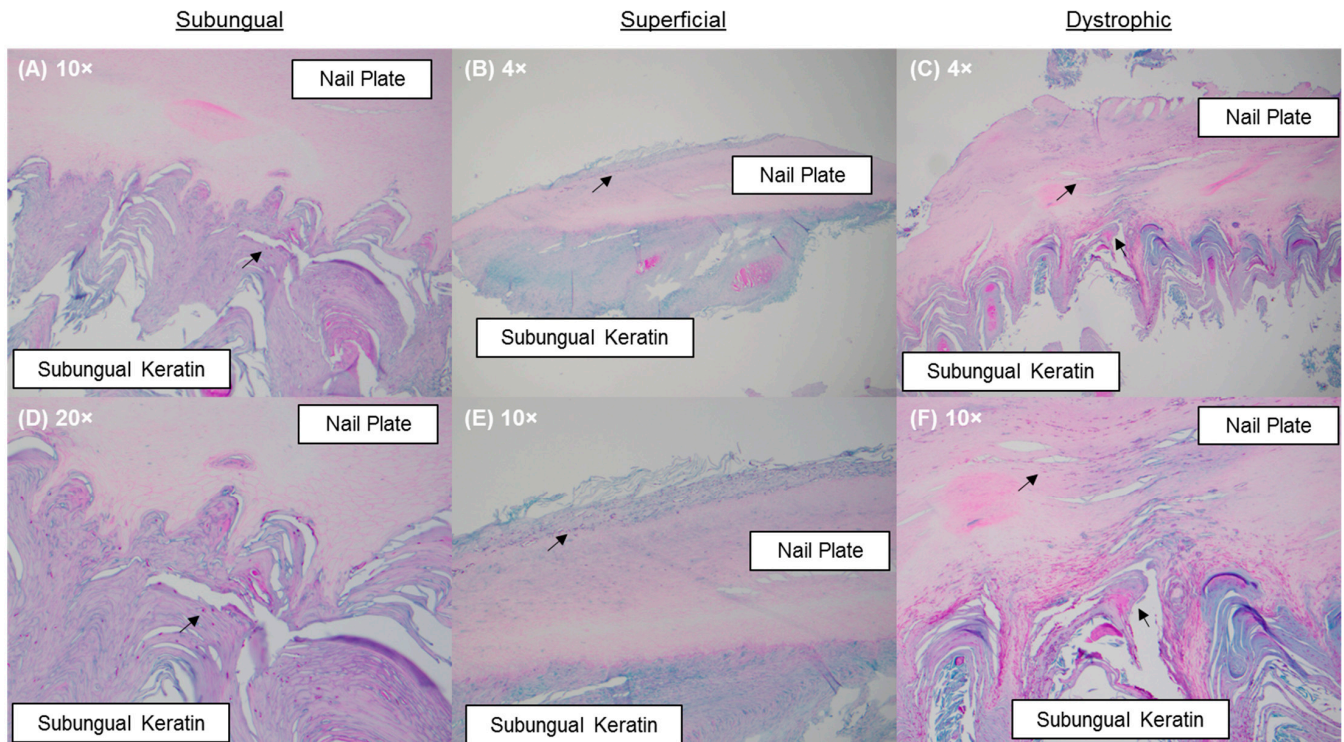 Subungual
Superficial
Dystrophic
(A) 10×
Nail Plate
Subungual Keratin
(B) 4×
Nail Plate
Subungual Keratin
(C) 4×
Nail Plate
Subungual Keratin
(D) 20×
Nail Plate
Subungual Keratin
(E) 10×
Nail Plate
Subungual Keratin
(F) 10×
Nail Plate
Subungual Keratin